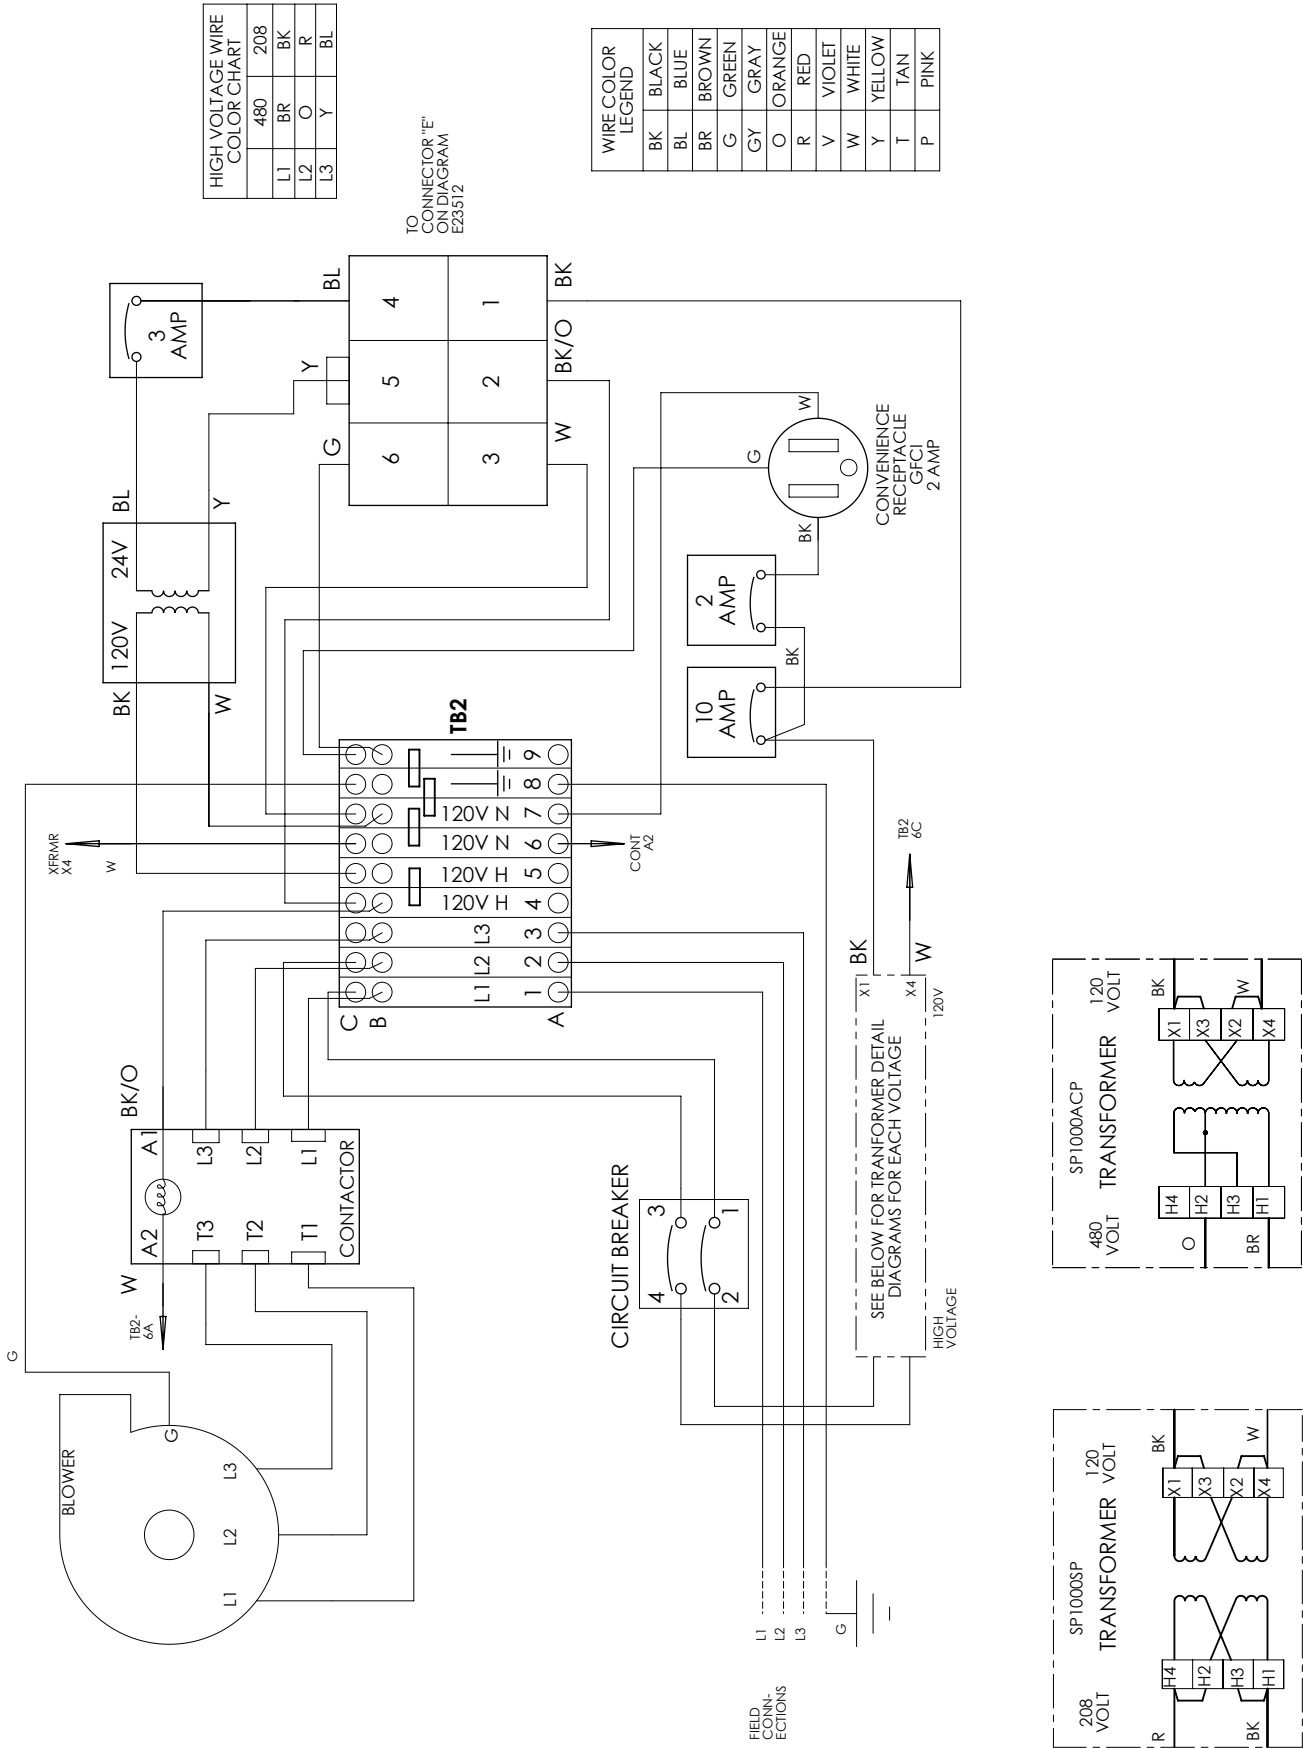 HIGH VOLTAGE WIRE
COLOR CHART
480 208
L1 BR BK
L2 O R
L3 Y BL
WIRE COLOR
LEGEND
BK BLACK
BL BLUE
BR BROWN
G GREEN
GY GRAY
O ORANGE
R RED
V VIOLET
W WHITE
Y YELLOW
T TAN
P PINK
TO
CONNECTOR "E"
ON DIAGRAM
E23512
3
AMP
BL
Y
G
4
5
6
1
2
3
BK
BK/O
W
BL
Y
24V
120V
BK
W
CONVENIENCE
RECEPTACLE
GFCI
2 AMP
W
G
BK
2
AMP
BK
10
AMP
TB2
9
8
120V N 7
120V N 6
120V H 5
120V H 4
L3 3
L2 2
L1 1
C
B
A
XFRMR
X4
W
CONT
A2
TB2
6C
BK
W
X1
X4
120V
SEE BELOW FOR TRANFORMER DETAIL
DIAGRAMS FOR EACH VOLTAGE
HIGH
VOLTAGE
BK/O
A1
A2
L3
L2
L1
T3
T2
T1
CONTACTOR
W
TB2-
6A
G
CIRCUIT BREAKER
3
1
4
2
BLOWER
G
L3
L2
L1
L1
L2
L3
G
FIELD
CONN-
ECTIONS
SP1000ACP
480
VOLT
TRANSFORMER
120
VOLT
O
BR
H4
H2
H3
H1
X1
X3
X2
X4
BK
W
SP1000SP
208
VOLT
TRANSFORMER
120
VOLT
R
BK
H4
H2
H3
H1
X1
X3
X2
X4
BK
W